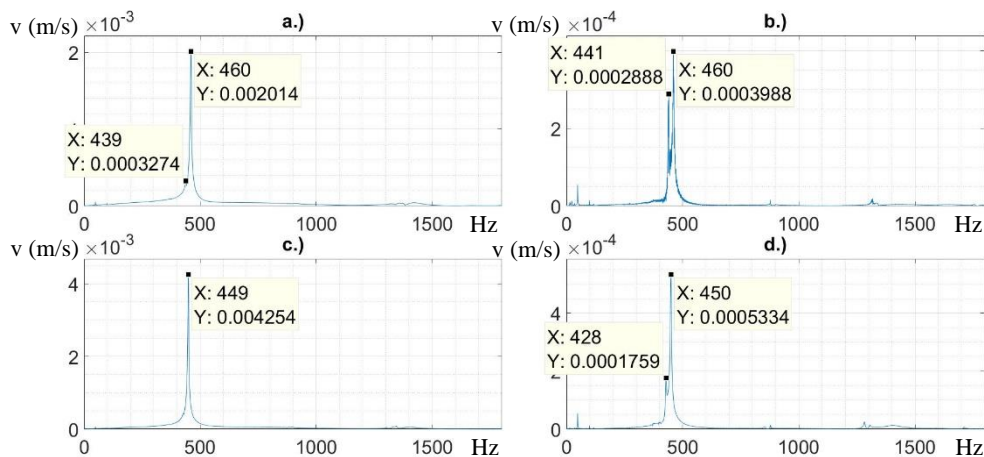 v (m/s) ×10⁻³ a.)
2
X: 460
Y: 0.002014
X: 439
Y: 0.0003274
0
0 500 1000 1500 Hz
v (m/s) ×10⁻⁴ b.)
X: 441
Y: 0.0002888
X: 460
Y: 0.0003988
2
0
0 500 1000 1500 Hz
v (m/s) ×10⁻³ c.)
4
X: 449
Y: 0.004254
2
0
0 500 1000 1500 Hz
v (m/s) ×10⁻⁴ d.)
X: 450
Y: 0.0005334
4
X: 428
Y: 0.0001759
2
0
0 500 1000 1500 Hz